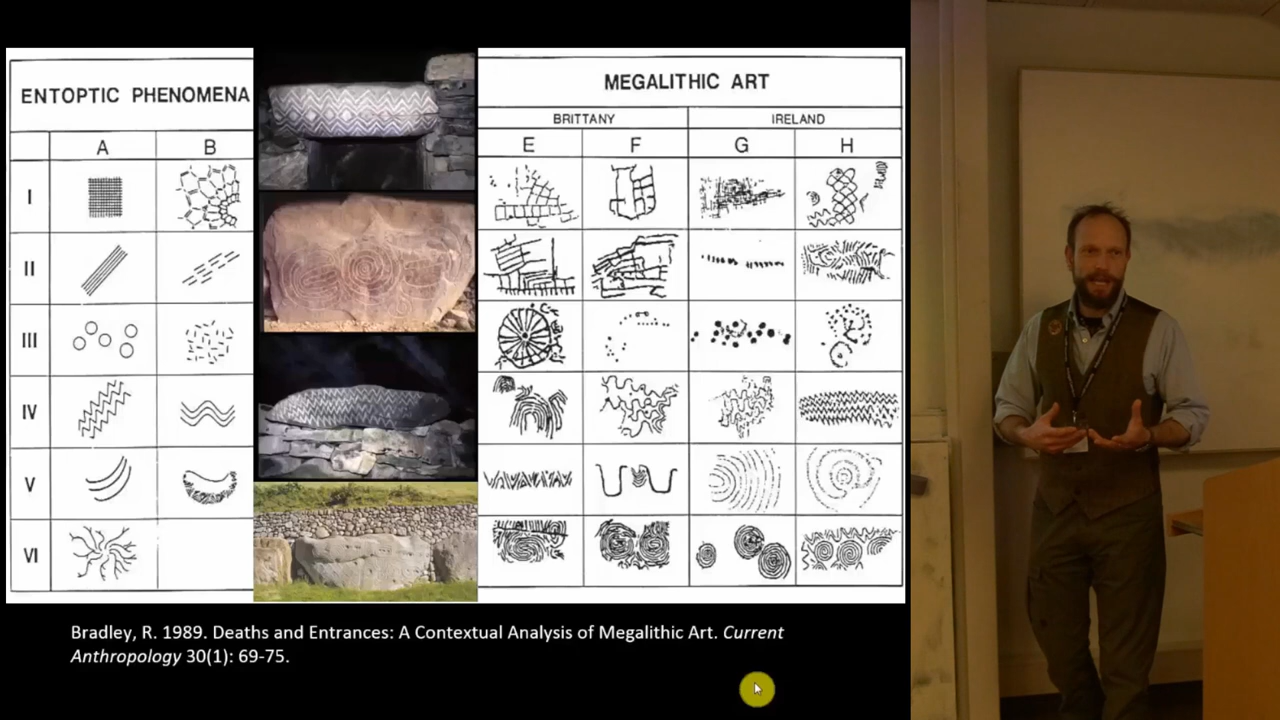 ENTOPTIC PHENOMENA
A B
I
II
III
IV
V
VI
MEGALITHIC ART
BRITTANY IRELAND
E F G H
Bradley, R. 1989. Deaths and Entrances: A Contextual Analysis of Megalithic Art. Current
Anthropology 30(1): 69-75.